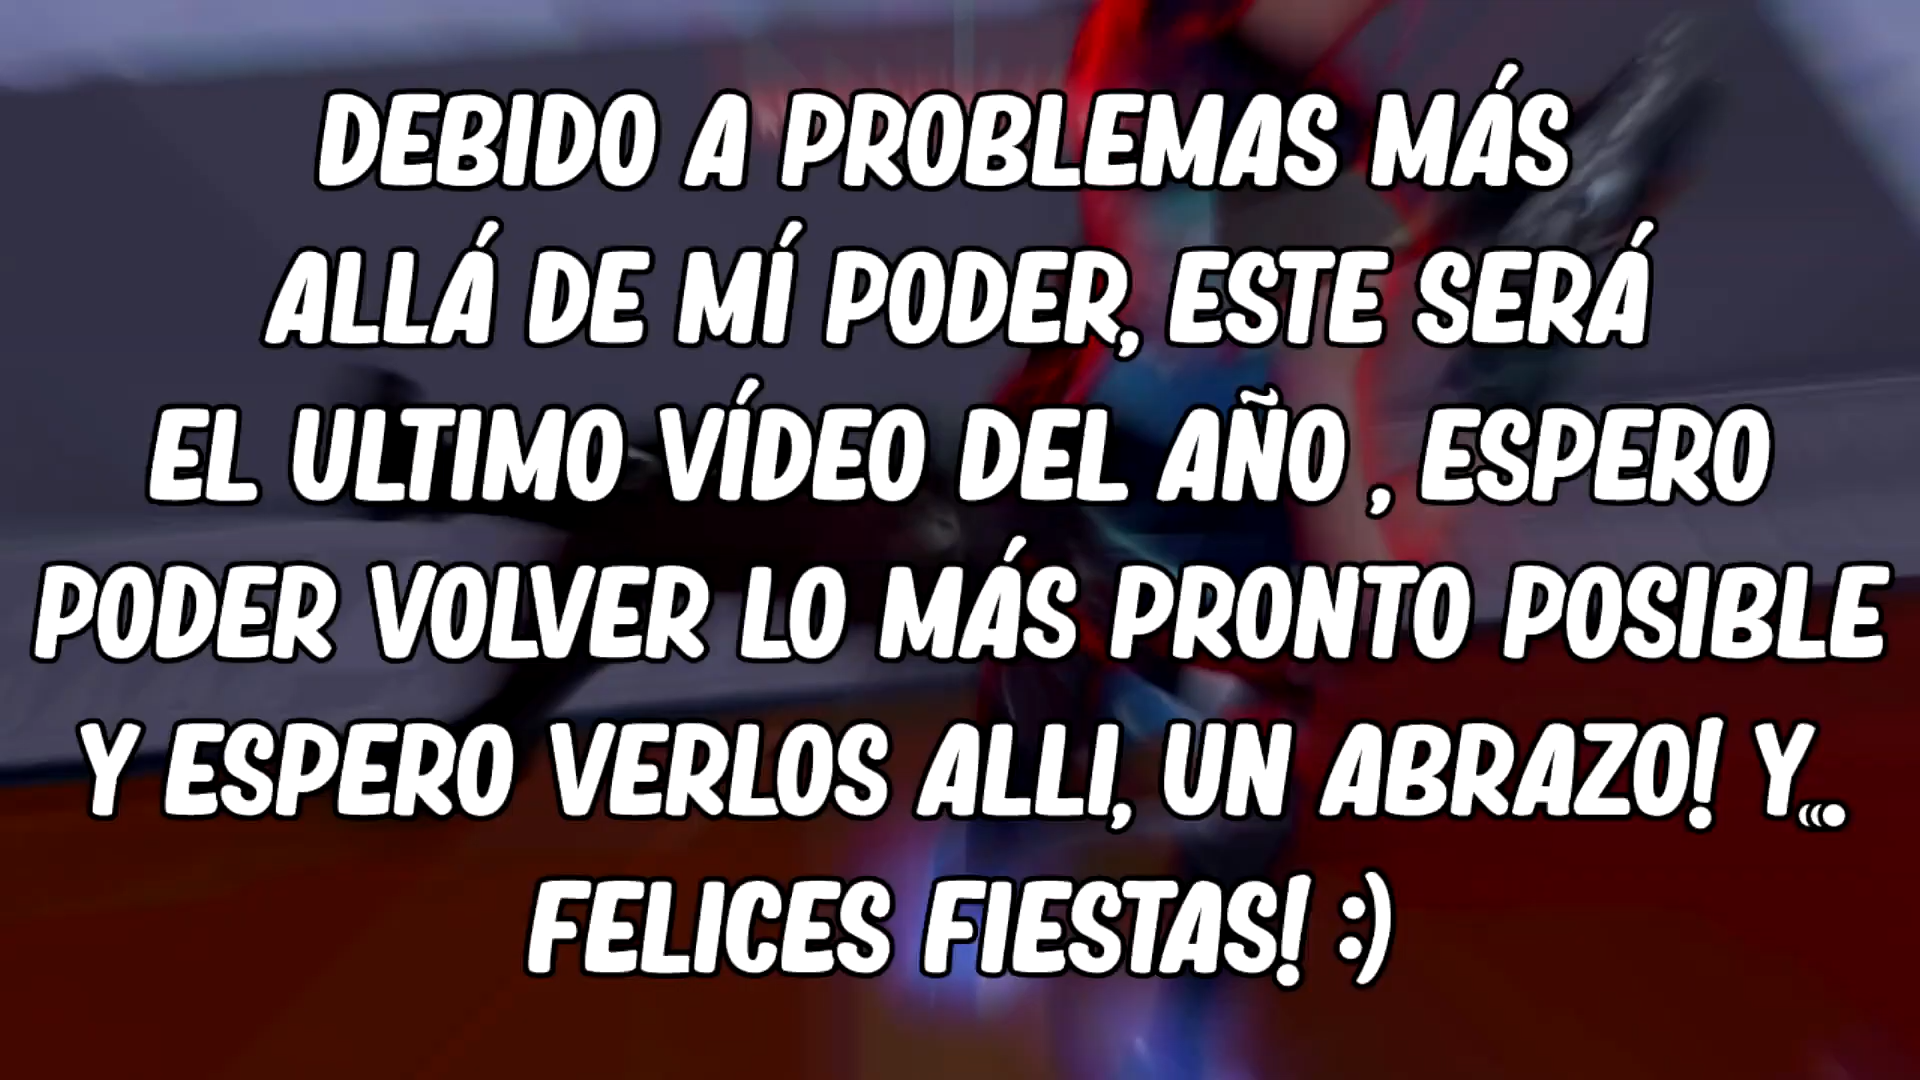 DEBIDO A PROBLEMAS MÁS
ALLÁ DE MÍ PODER, ESTE SERÁ
EL ULTIMO VÍDEO DEL AÑO , ESPERO
PODER VOLVER LO MÁS PRONTO POSIBLE
Y ESPERO VERLOS ALLI, UN ABRAZO! Y...
FELICES FIESTAS! :)